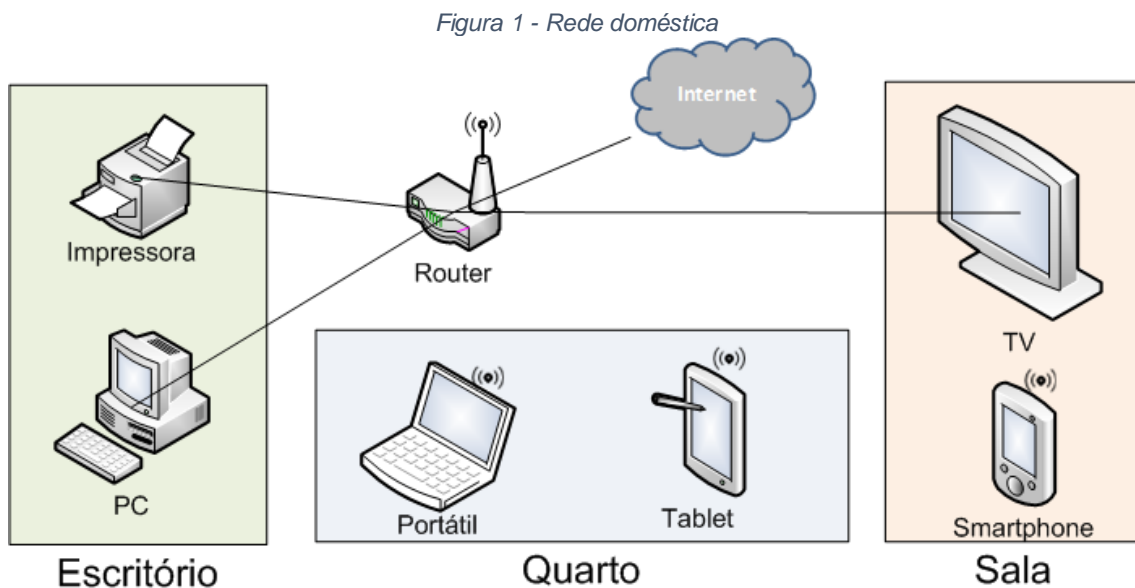 Figura 1 - Rede doméstica
Internet
Impressora
Router
TV
PC
Portátil
Tablet
Smartphone
Escritório
Quarto
Sala